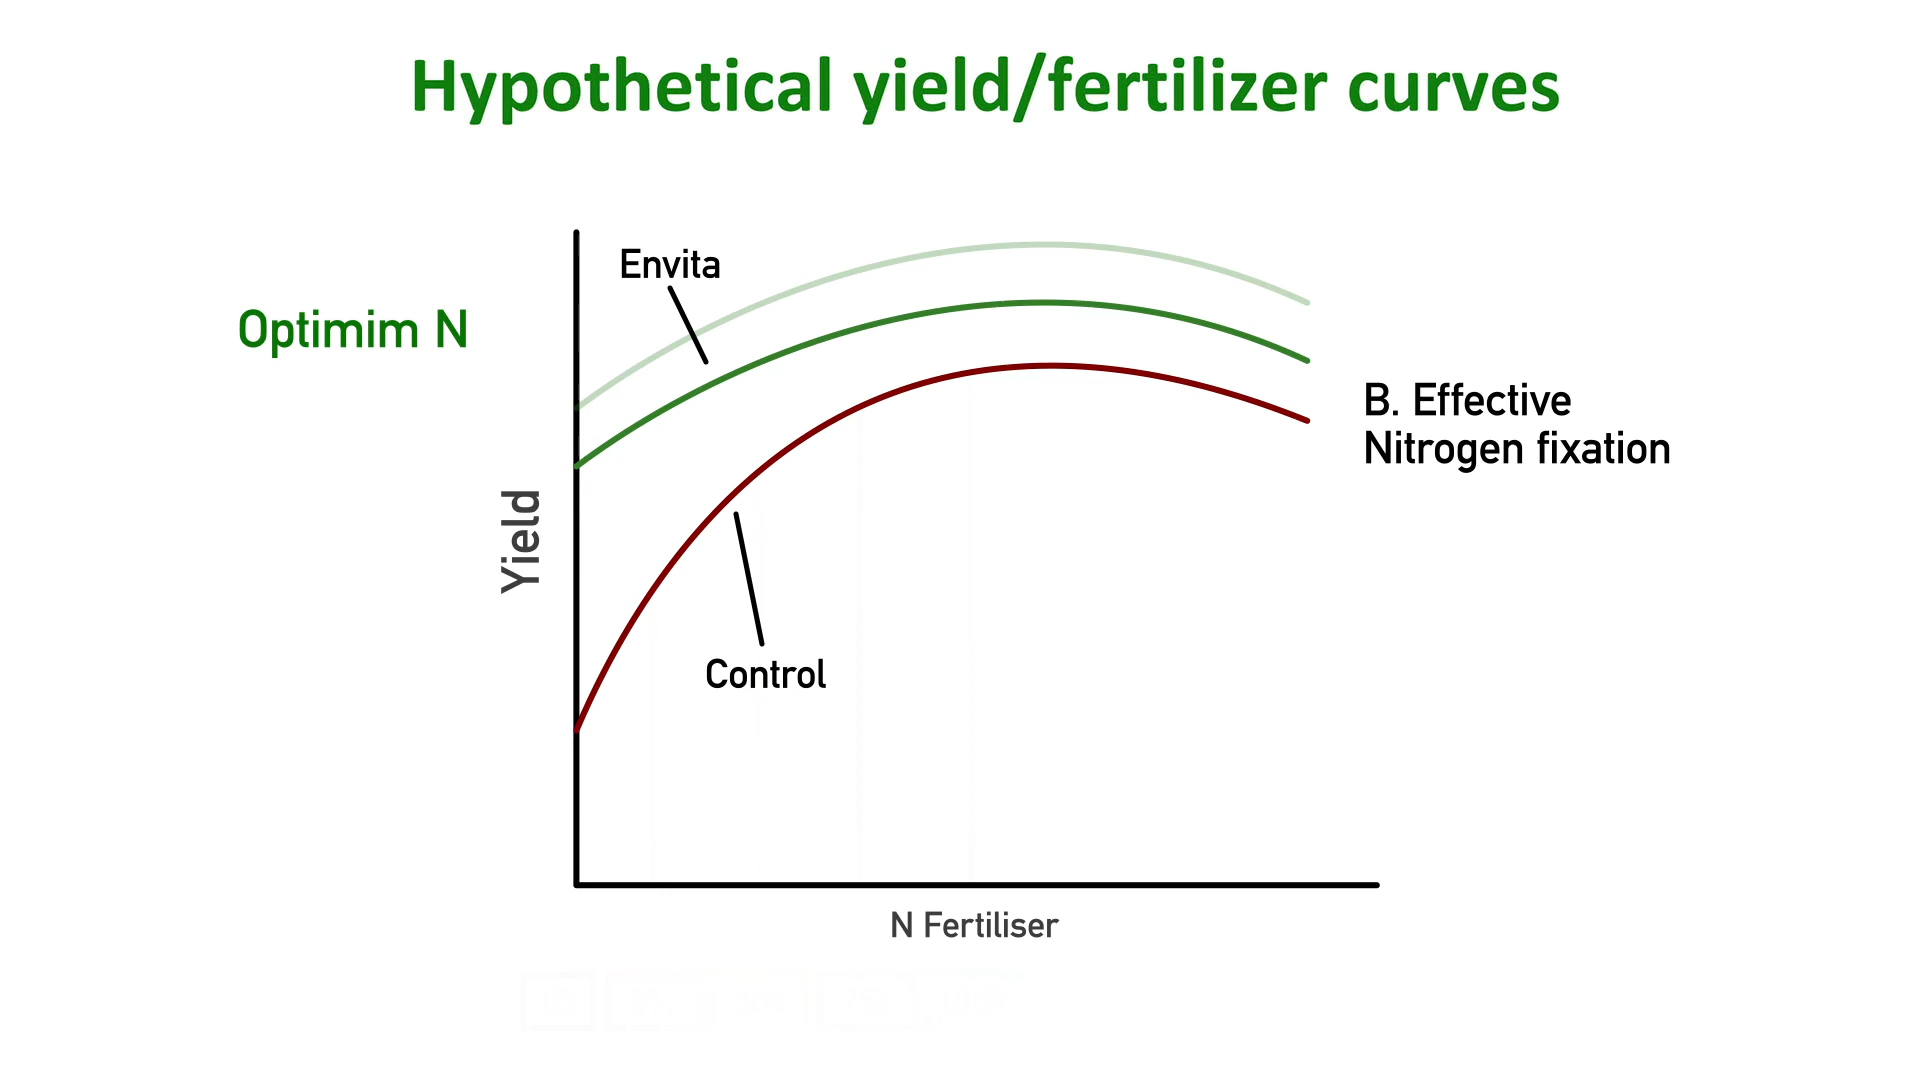 Hypothetical yield/fertilizer curves
Envita
Optimim N
B. Effective
Nitrogen fixation
Yield
Control
N Fertiliser